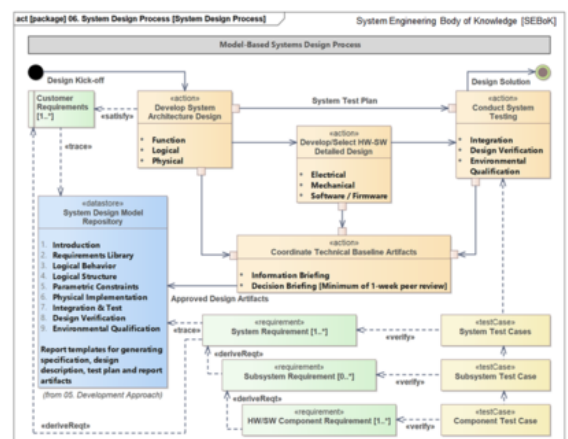 act [package] 06. System Design Process [System Design Process]
System Engineering Body of Knowledge [SEBoK]
Model-Based Systems Design Process
Design Kick-off
Design Solution
Customer
Requirements
[1..*]
«satisfy»
«trace»
«action»
Develop System
Architecture Design
* Function
* Logical
* Physical
System Test Plan
«action»
Develop/Select HW-SW
Detailed Design
* Electrical
* Mechanical
* Software / Firmware
«action»
Conduct System
Testing
* Integration
* Design Verification
* Environmental
Qualification
«datastore»
System Design Model
Repository
1. Introduction
2. Requirements Library
3. Logical Behavior
4. Logical Structure
5. Parametric Constraints
6. Physical Implementation
7. Integration & Test
8. Design Verification
9. Environmental Qualification
Report templates for generating
specification, design
description, test plan and report
artifacts
(from 05. Development Approach)
«action»
Coordinate Technical Baseline Artifacts
* Information Briefing
* Decision Briefing [Minimum of 1-week peer review]
Approved Design Artifacts
«trace»
«requirement»
System Requirement [1..*]
«verify»
«testCase»
System Test Cases
«deriveReqt»
«requirement»
Subsystem Requirement [0..*]
«verify»
«testCase»
Subsystem Test Case
«deriveReqt»
«requirement»
HW/SW Component Requirement [1..*]
«verify»
«testCase»
Component Test Case
«deriveReqt»